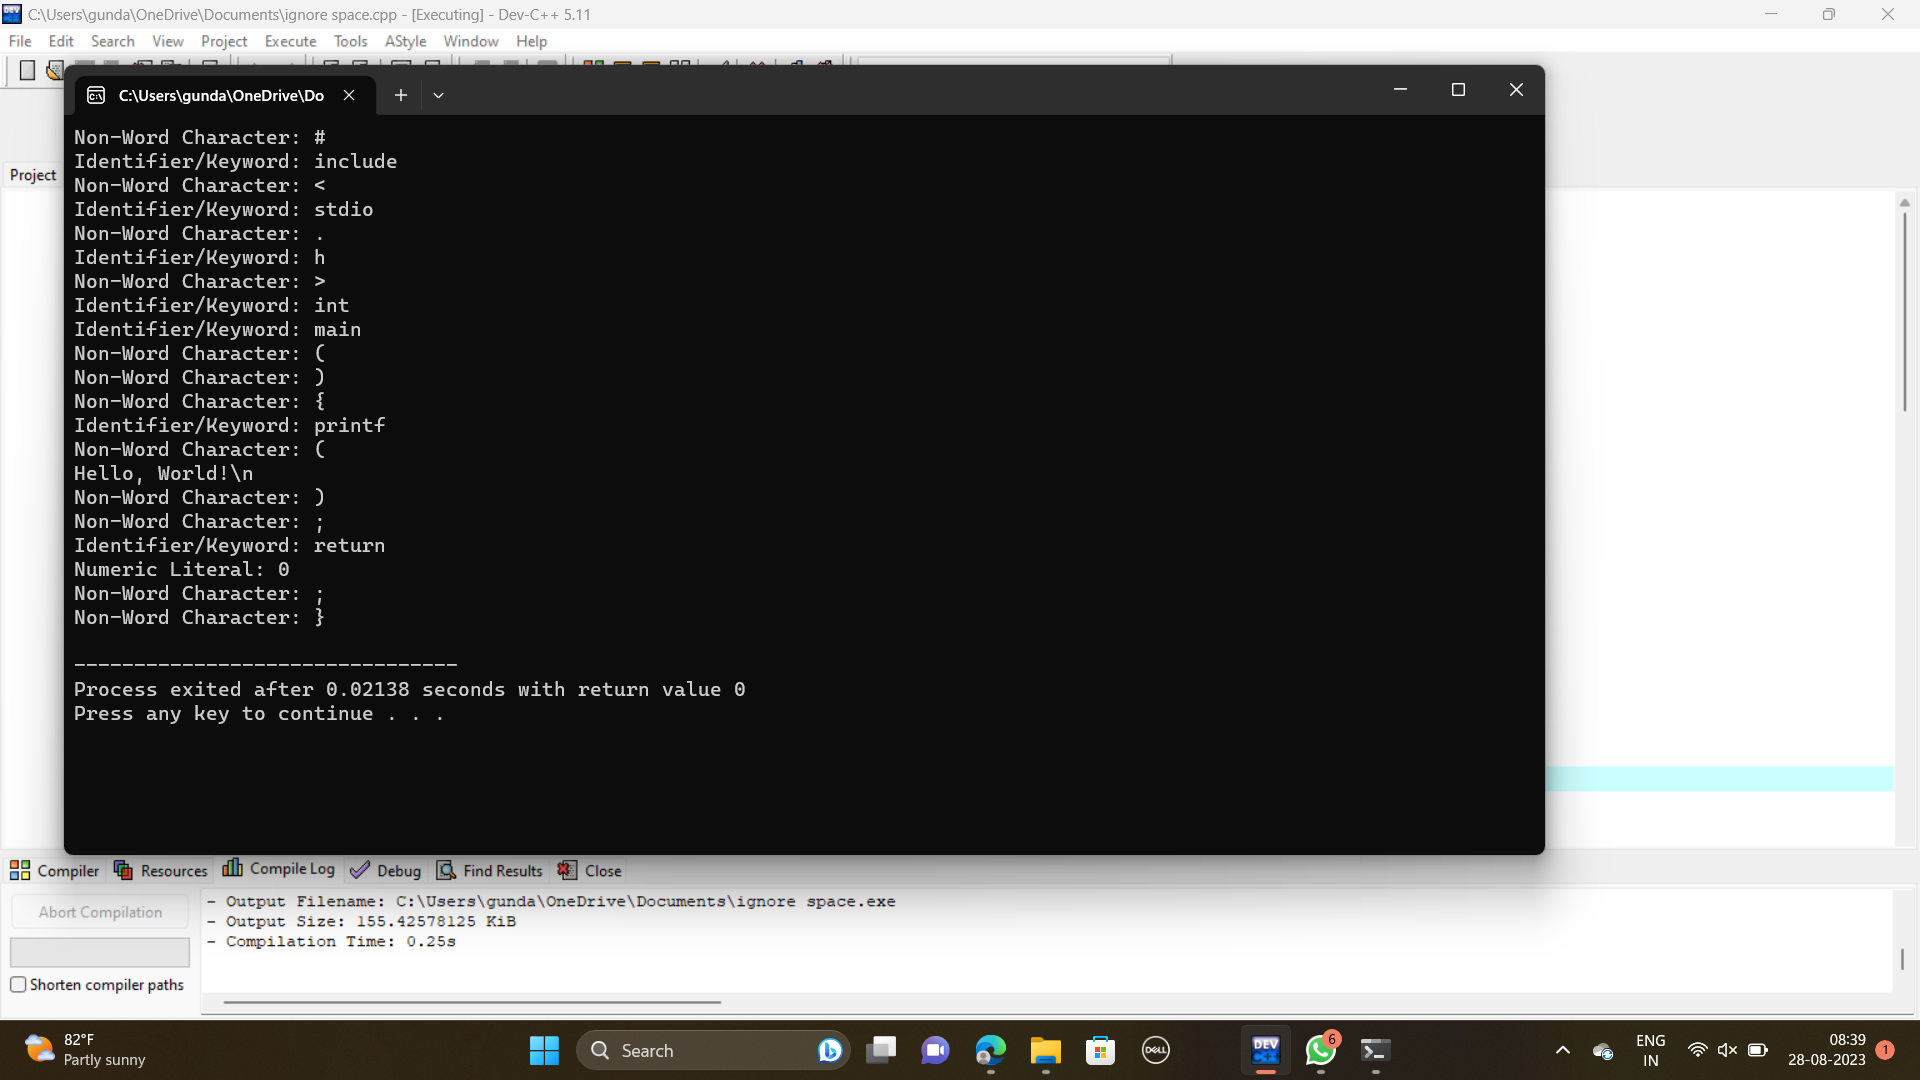 C:\Users\gunda\OneDrive\Documents\ignore space.cpp - [Executing] - Dev-C++ 5.11
File Edit Search View Project Execute Tools AStyle Window Help
C:\Users\gunda\OneDrive\Do
Project
Non-Word Character: #
Identifier/Keyword: include
Non-Word Character: <
Identifier/Keyword: stdio
Non-Word Character: .
Identifier/Keyword: h
Non-Word Character: >
Identifier/Keyword: int
Identifier/Keyword: main
Non-Word Character: (
Non-Word Character: )
Non-Word Character: {
Identifier/Keyword: printf
Non-Word Character: (
Hello, World!\n
Non-Word Character: )
Non-Word Character: ;
Identifier/Keyword: return
Numeric Literal: 0
Non-Word Character: ;
Non-Word Character: }
--------------------------------
Process exited after 0.02138 seconds with return value 0
Press any key to continue . . .
Compiler Resources Compile Log Debug Find Results Close
Abort Compilation
Shorten compiler paths
- Output Filename: C:\Users\gunda\OneDrive\Documents\ignore space.exe
- Output Size: 155.42578125 KiB
- Compilation Time: 0.25s
82°F
Partly sunny
Search
DELL
DEV
C++
6
ENG
IN
08:39
28-08-2023
1